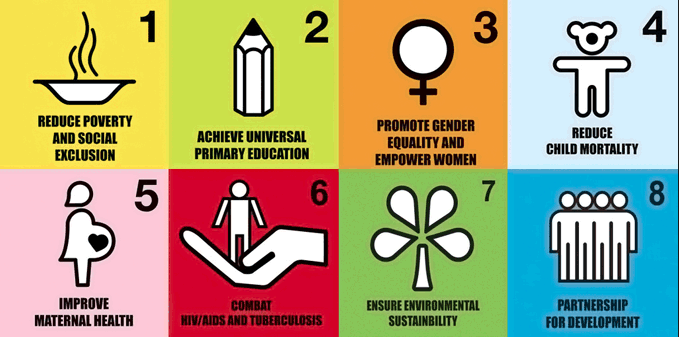 1
REDUCE POVERTY
AND SOCIAL
EXCLUSION
2
ACHIEVE UNIVERSAL
PRIMARY EDUCATION
3
PROMOTE GENDER
EQUALITY AND
EMPOWER WOMEN
4
REDUCE
CHILD MORTALITY
5
IMPROVE
MATERNAL HEALTH
6
COMBAT
HIV/AIDS AND TUBERCULOSIS
7
ENSURE ENVIRONMENTAL
SUSTAINBILITY
8
PARTNERSHIP
FOR DEVELOPMENT